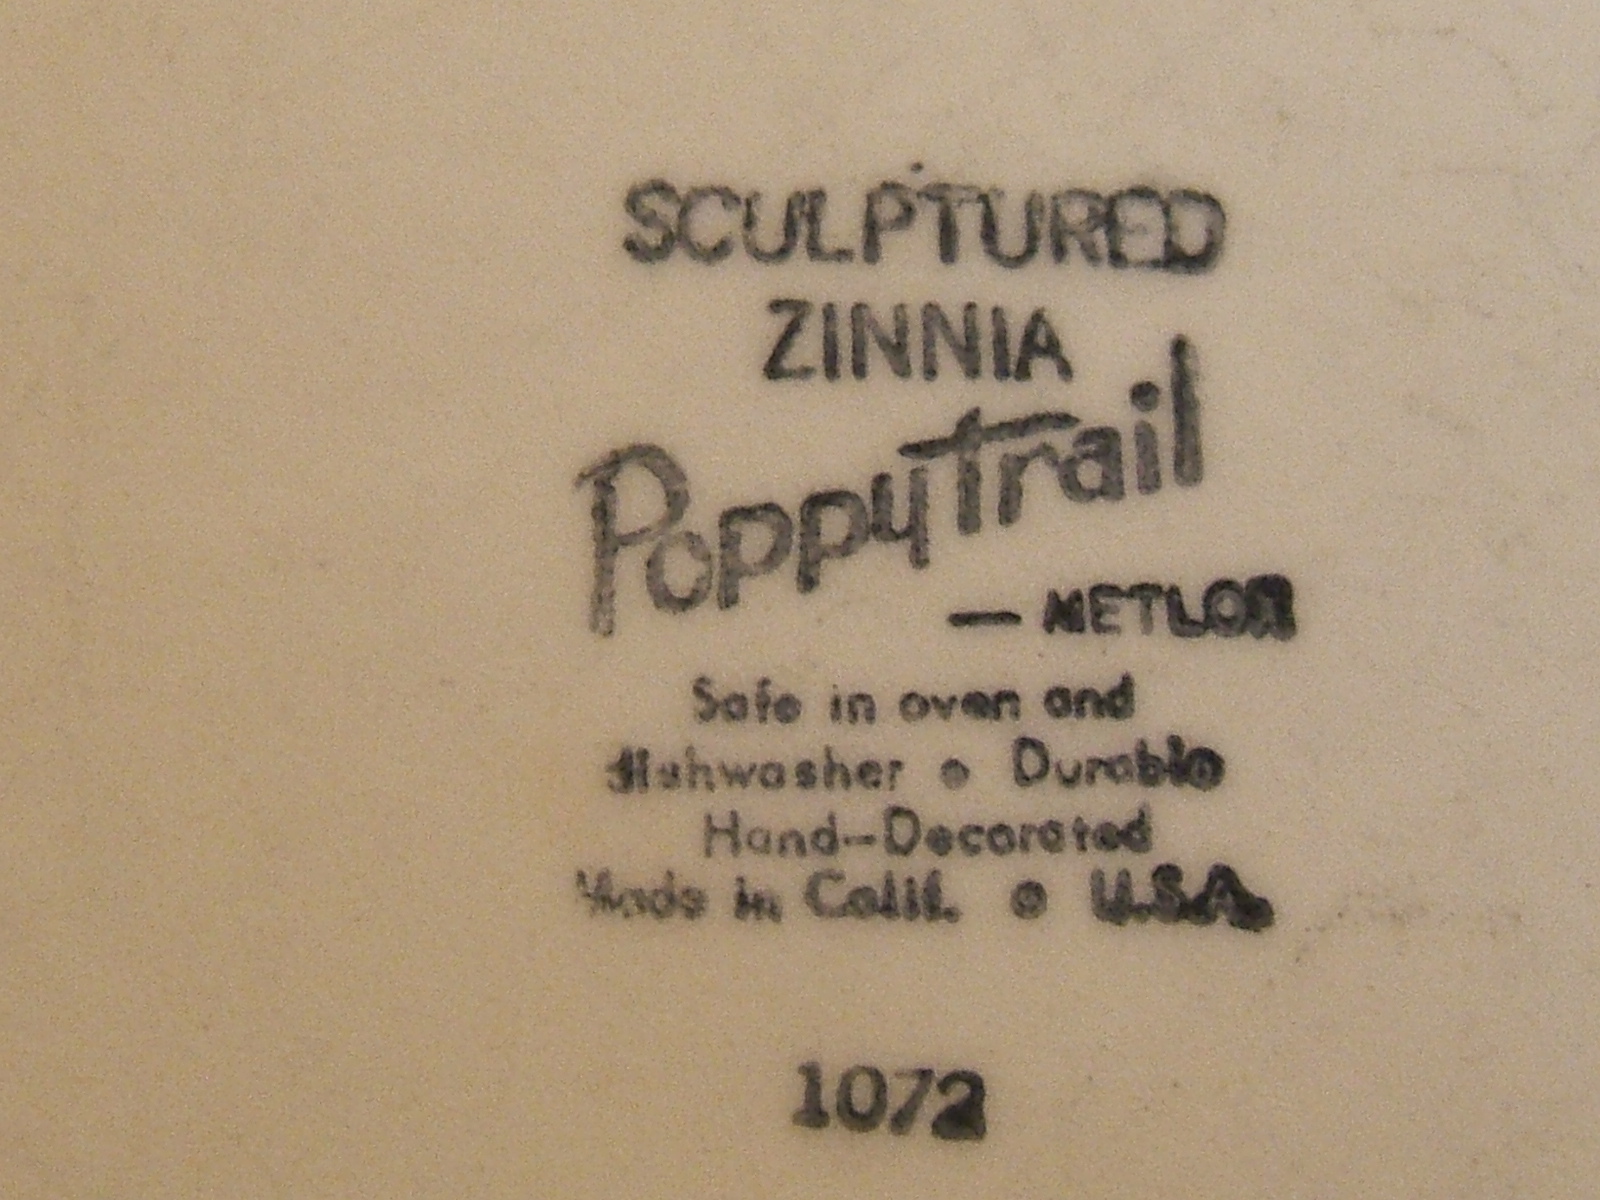 SCULPTURED
ZINNIA
Poppytrail
— METLOX
Safe in oven and
dishwasher • Durable
Hand-Decorated
Made in Calif. • U.S.A.
1072